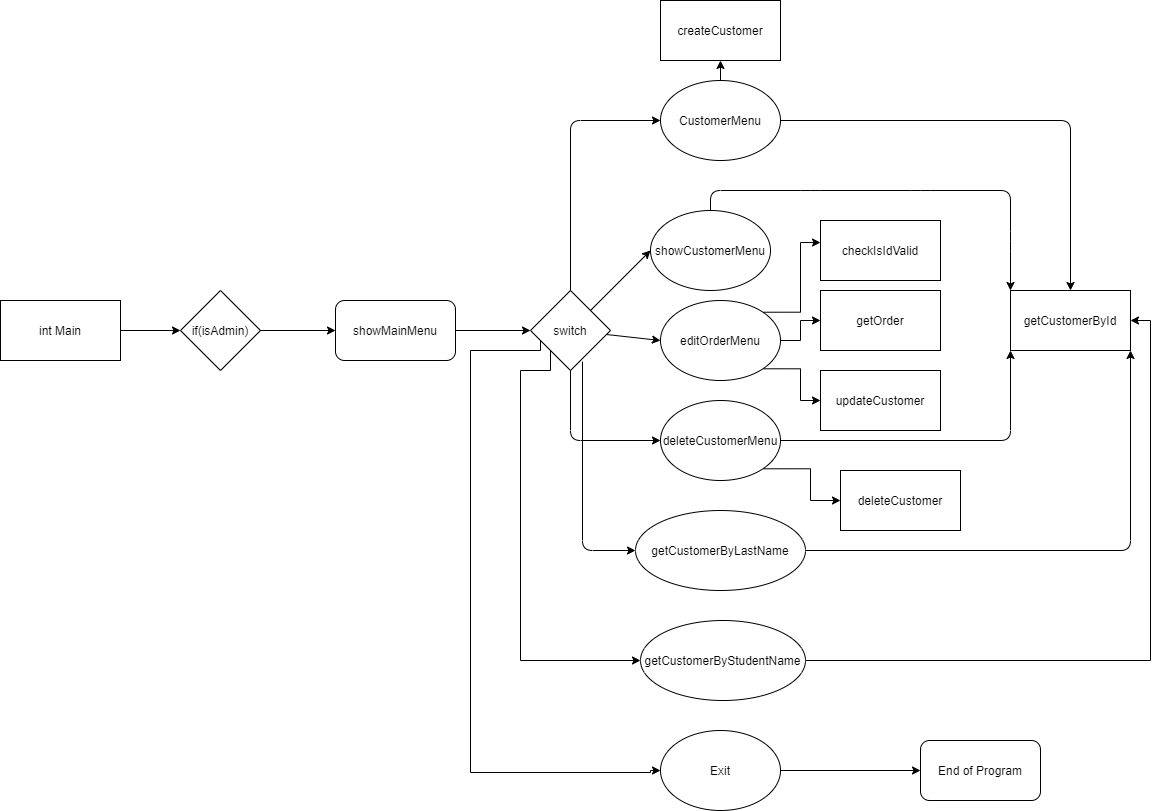 createCustomer
CustomerMenu
showCustomerMenu
checkIsIdValid
int Main
if(isAdmin)
showMainMenu
switch
editOrderMenu
getOrder
getCustomerById
updateCustomer
deleteCustomerMenu
deleteCustomer
getCustomerByLastName
getCustomerByStudentName
Exit
End of Program